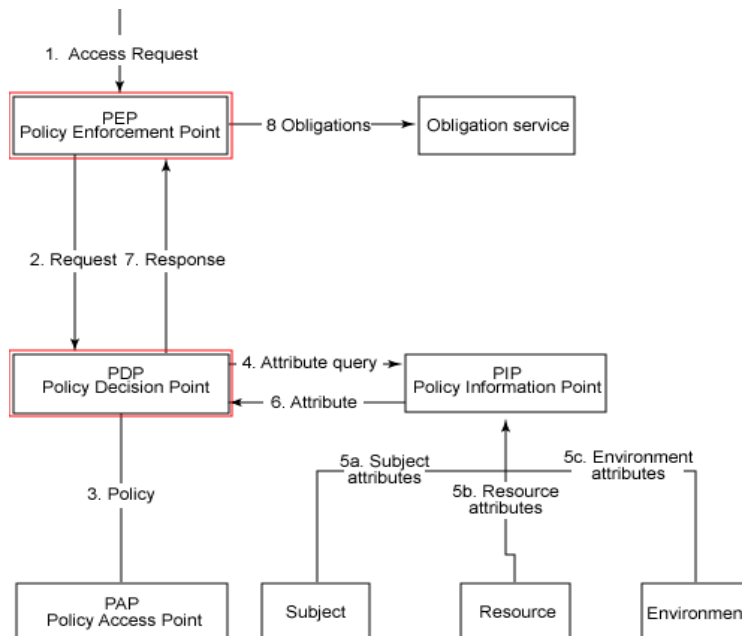 1. Access Request
PEP
Policy Enforcement Point
8 Obligations
Obligation service
2. Request
7. Response
PDP
Policy Decision Point
4. Attribute query
6. Attribute
PIP
Policy Information Point
5a. Subject
attributes
5b. Resource
attributes
5c. Environment
attributes
3. Policy
PAP
Policy Access Point
Subject
Resource
Environmen